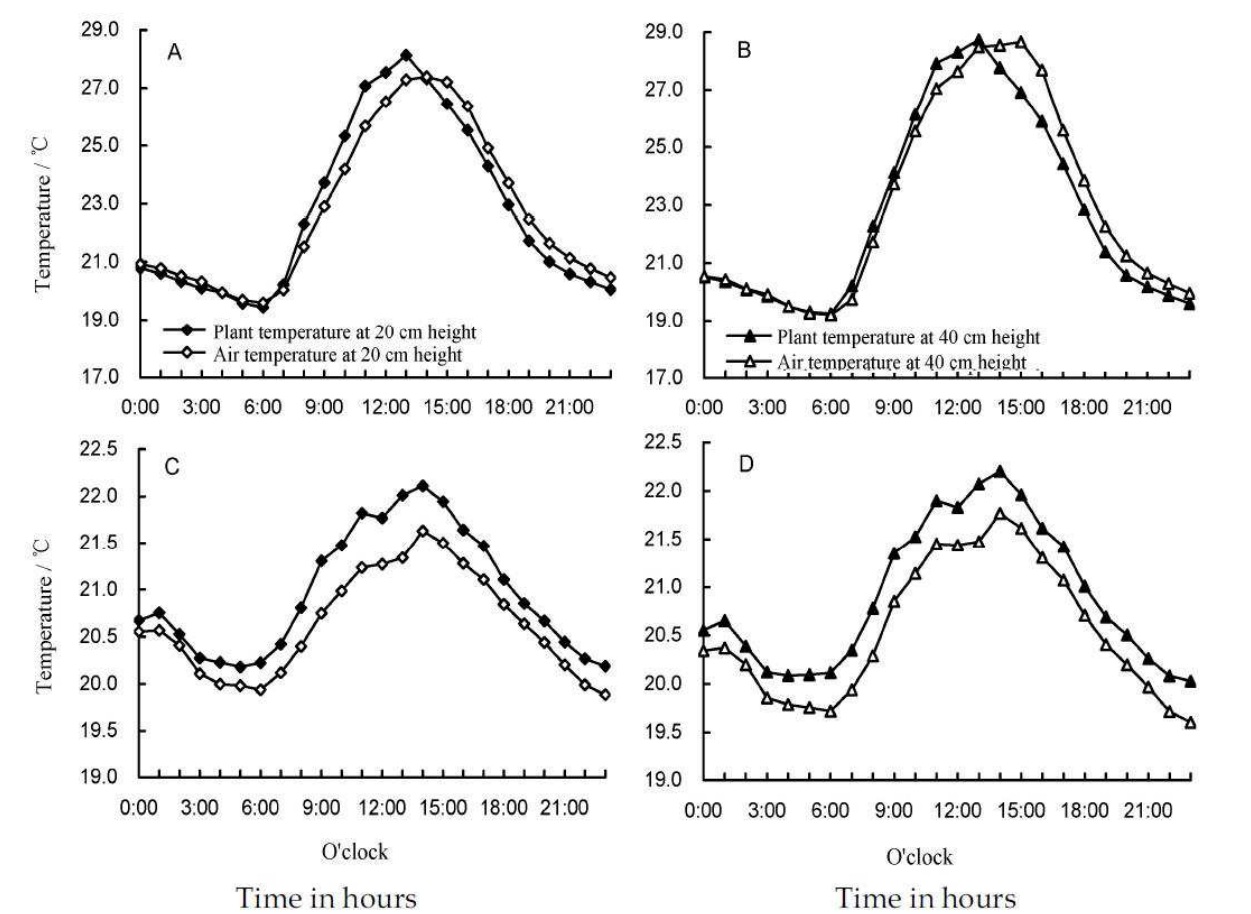 29.0
27.0
25.0
23.0
21.0
19.0
17.0
Temperature / ℃
A
Plant temperature at 20 cm height
Air temperature at 20 cm height
0:00 3:00 6:00 9:00 12:00 15:00 18:00 21:00
29.0
27.0
25.0
23.0
21.0
19.0
17.0
B
Plant temperature at 40 cm height
Air temperature at 40 cm height
0:00 3:00 6:00 9:00 12:00 15:00 18:00 21:00
22.5
22.0
21.5
21.0
20.5
20.0
19.5
19.0
Temperature / ℃
C
0:00 3:00 6:00 9:00 12:00 15:00 18:00 21:00
O'clock
Time in hours
22.5
22.0
21.5
21.0
20.5
20.0
19.5
19.0
D
0:00 3:00 6:00 9:00 12:00 15:00 18:00 21:00
O'clock
Time in hours